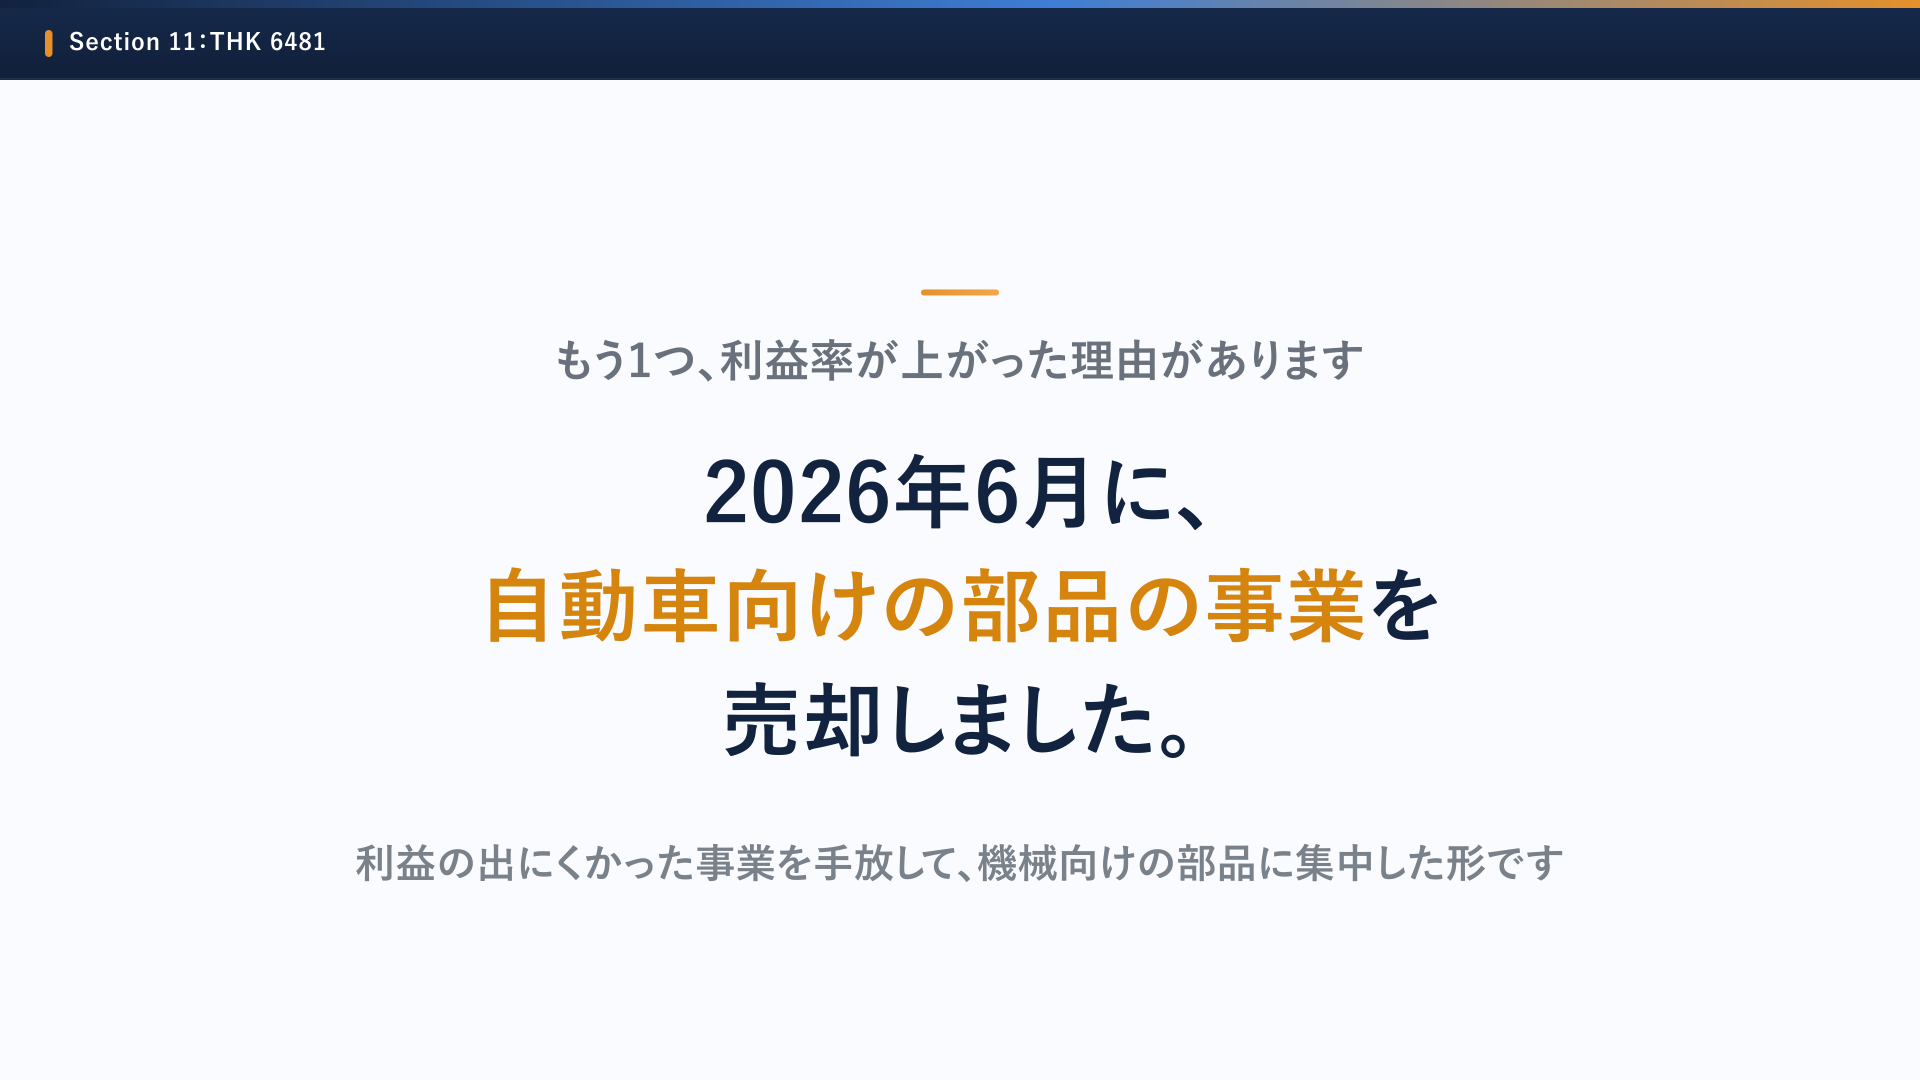 Section 11：THK 6481
もう1つ、利益率が上がった理由があります
2026年6月に、
自動車向けの部品の事業を
売却しました。
利益の出にくかった事業を手放して、機械向けの部品に集中した形です